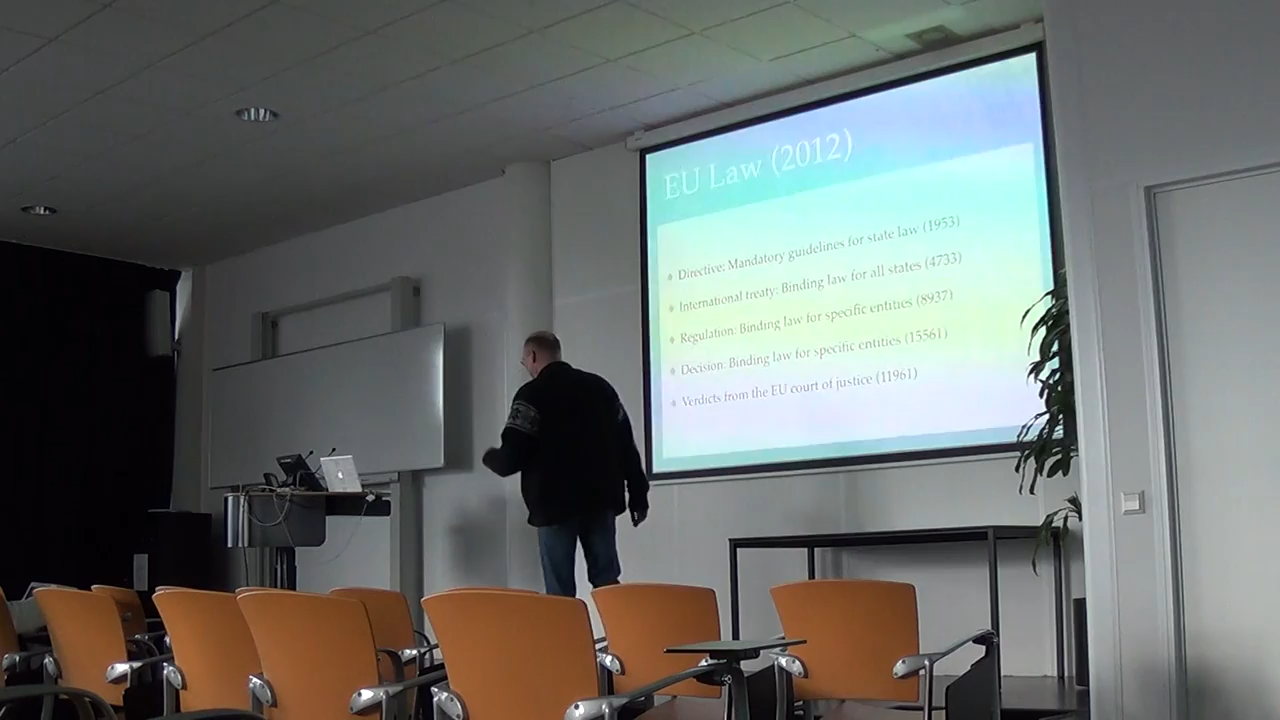 EU Law (2012)
Directive: Mandatory guidelines for state law (1953)
International treaty: Binding law for all states (4733)
Regulation: Binding law for specific entities (8937)
Decision: Binding law for specific entities (15561)
Verdicts from the EU court of justice (11961)